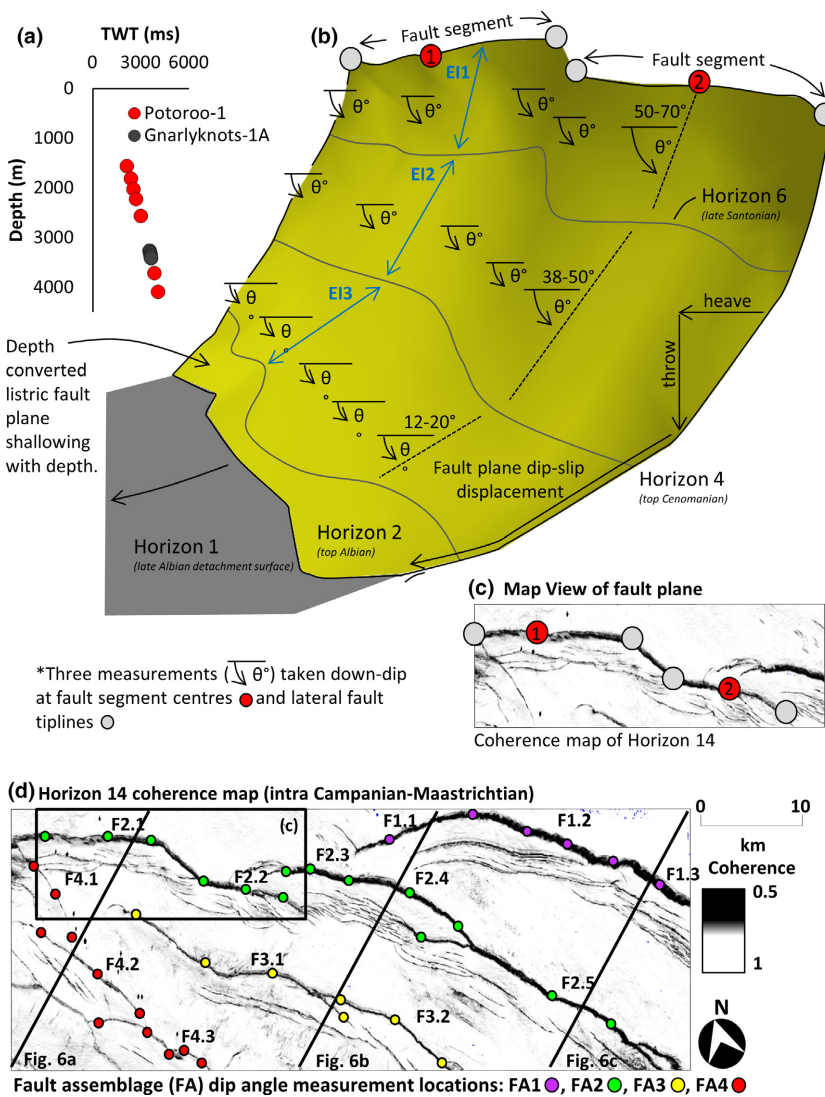 (a)
TWT (ms)
0 3000 6000
0
1000
2000
3000
4000
Depth (m)
Potoroo-1
Gnarlyknots-1A
(b)
Fault segment
Fault segment
1
2
EI1
EI2
EI3
θ°
θ°
θ°
θ°
50-70°
θ°
θ°
θ°
θ°
θ°
38-50°
θ°
θ°
θ°
θ°
θ°
12-20°
θ°
Horizon 6
(late Santonian)
heave
throw
Depth
converted
listric fault
plane
shallowing
with depth.
Fault plane dip-slip
displacement
Horizon 4
(top Cenomanian)
Horizon 2
(top Albian)
Horizon 1
(late Albian detachment surface)
*Three measurements ( θ°) taken down-dip
at fault segment centres and lateral fault
tiplines
(c) Map View of fault plane
1
2
Coherence map of Horizon 14
(d) Horizon 14 coherence map (intra Campanian-Maastrichtian)
(c)
F1.1
F1.2
F1.3
F2.1
F2.2
F2.3
F2.4
F2.5
F3.1
F3.2
F4.1
F4.2
F4.3
Fig. 6a
Fig. 6b
Fig. 6c
0 10
km
Coherence
0.5
1
N
Fault assemblage (FA) dip angle measurement locations: FA1 , FA2 , FA3 , FA4